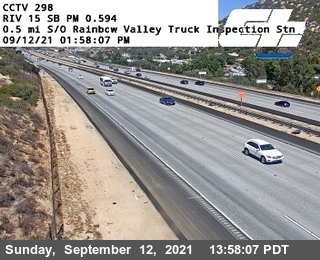 CCTV 298
RIV 15 SB PM 0.594
0.5 mi S/O Rainbow Valley Truck Inspection Stn
09/12/21 01:58:07 PM
Sunday, September 12, 2021 13:58:07 PDT